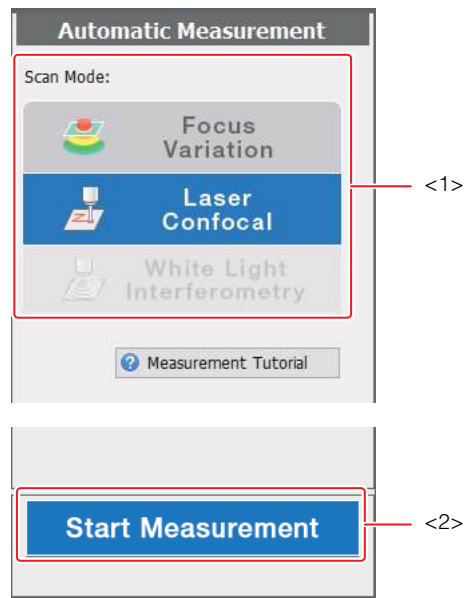 Automatic Measurement
Scan Mode:
Focus
Variation
<1>
Laser
Confocal
White Light
Interferometry
Measurement Tutorial
Start Measurement
<2>